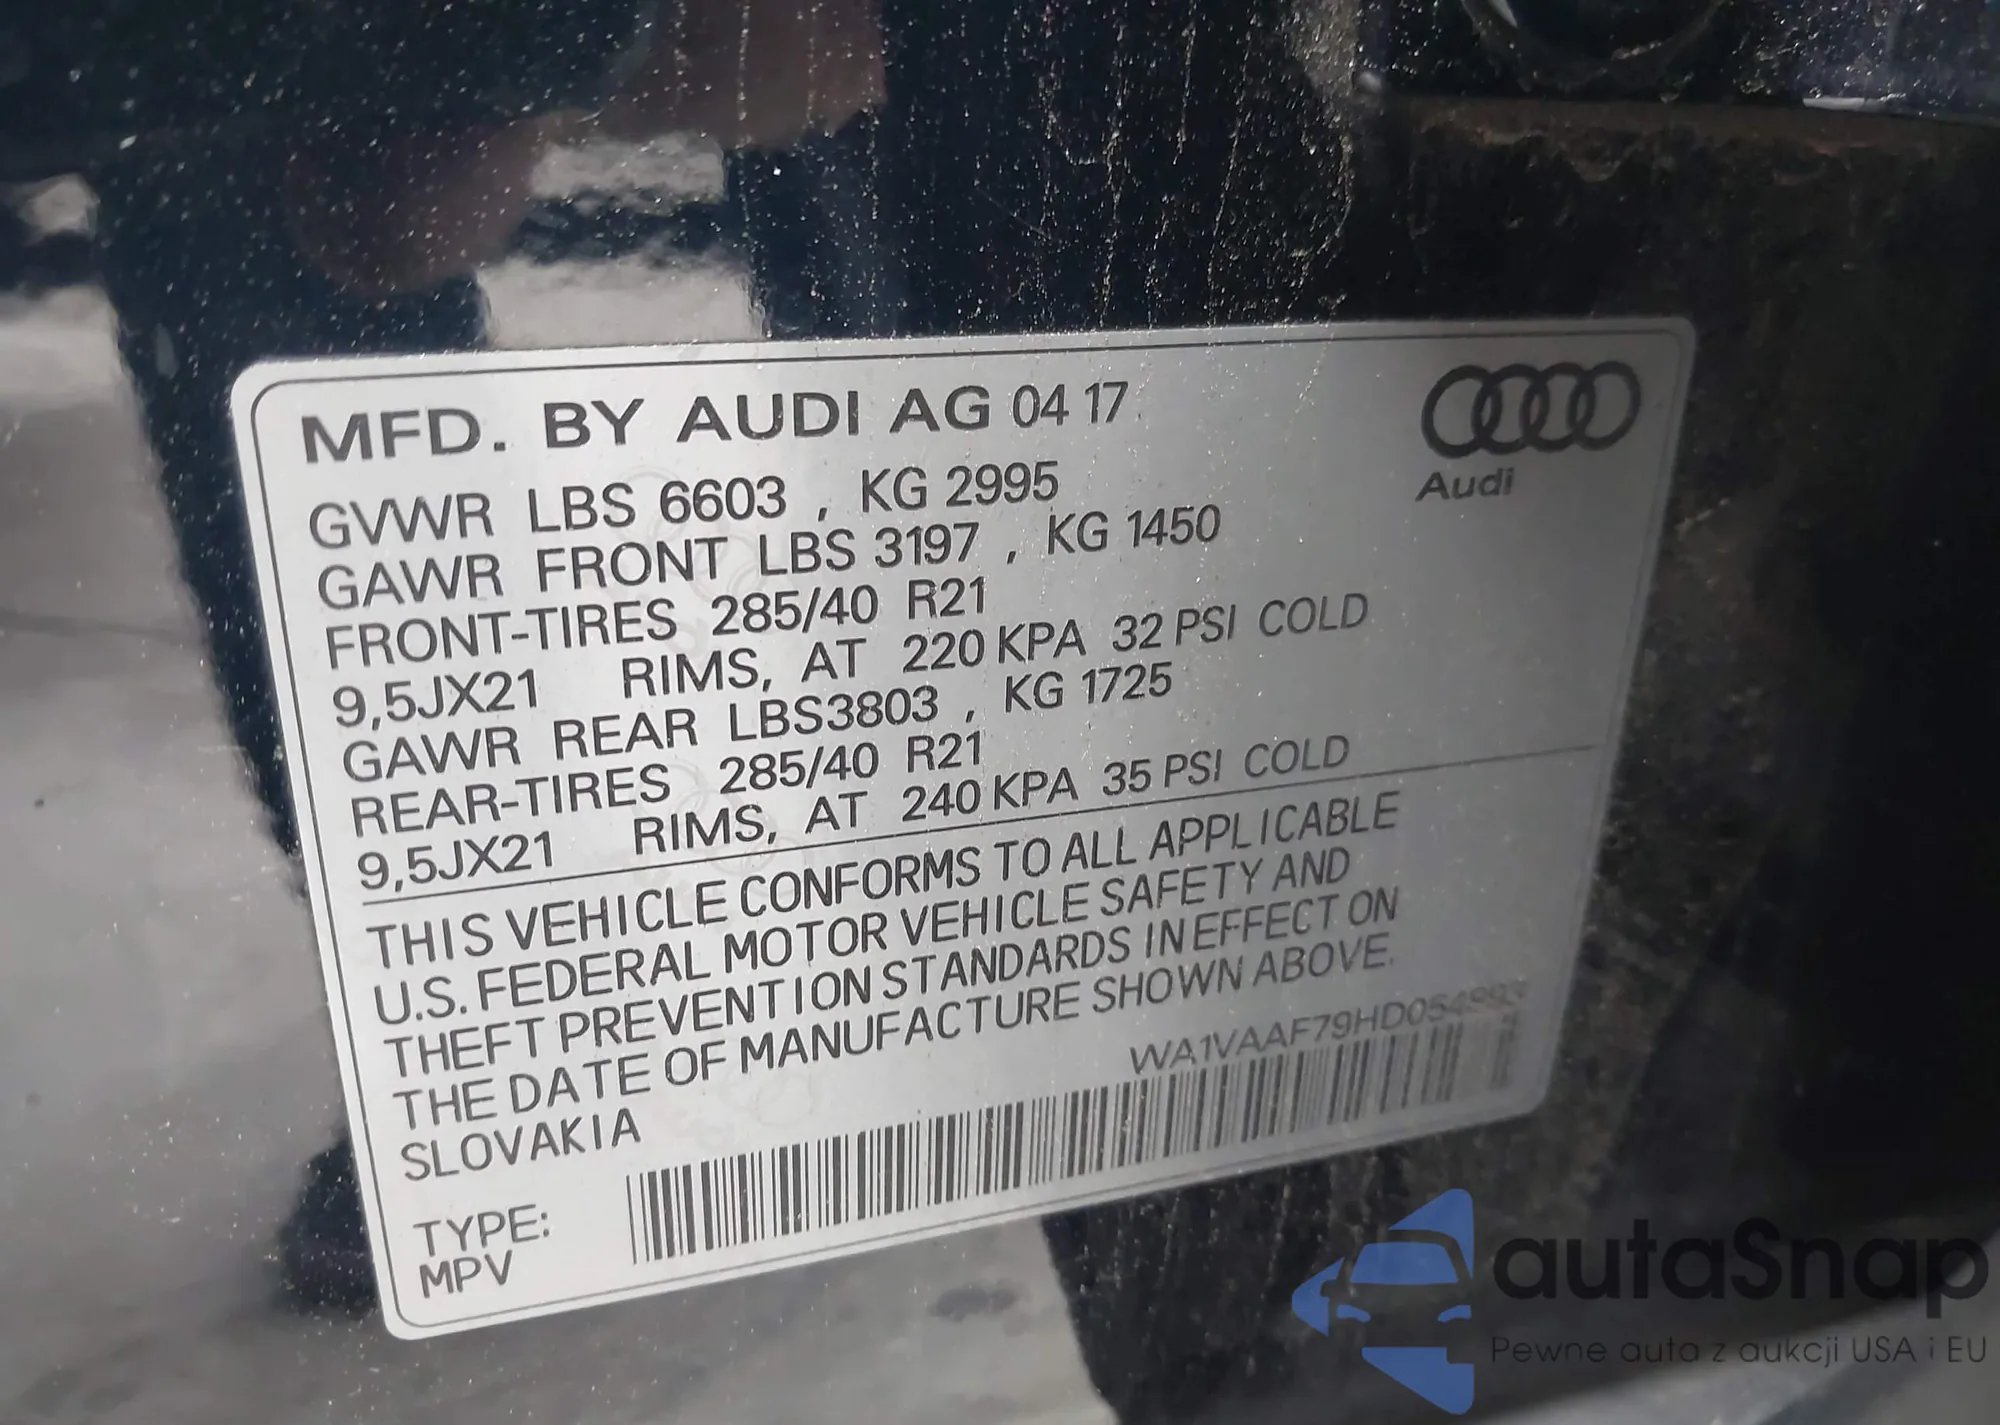 MFD. BY AUDI AG 04 17
Audi
GVWR LBS 6603 , KG 2995
GAWR FRONT LBS 3197 , KG 1450
FRONT-TIRES 285/40 R21
9,5JX21 RIMS, AT 220 KPA 32 PSI COLD
GAWR REAR LBS3803 , KG 1725
REAR-TIRES 285/40 R21
9,5JX21 RIMS, AT 240 KPA 35 PSI COLD
THIS VEHICLE CONFORMS TO ALL APPLICABLE
U.S. FEDERAL MOTOR VEHICLE SAFETY AND
THEFT PREVENTION STANDARDS IN EFFECT ON
THE DATE OF MANUFACTURE SHOWN ABOVE.
SLOVAKIA
TYPE:
MPV
autaSnap
Pewne auta z aukcji USA i EU